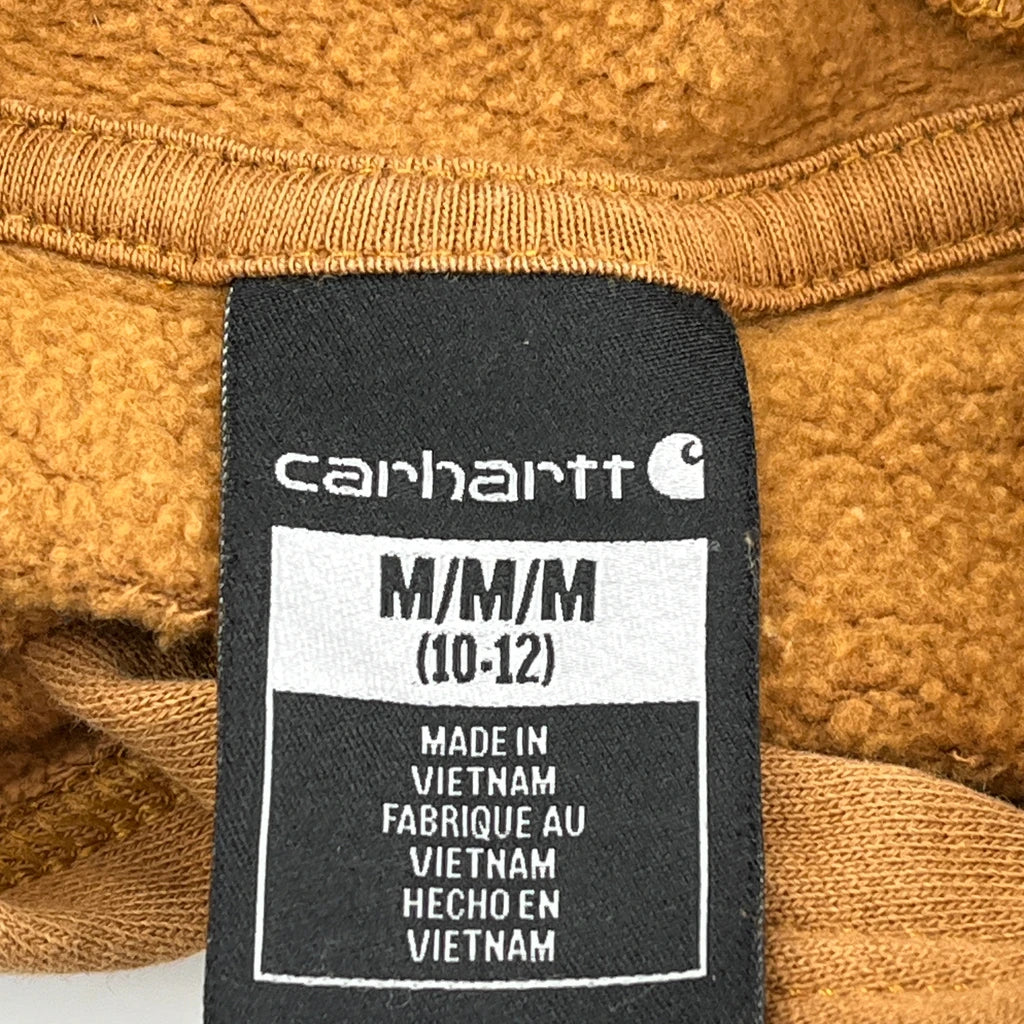 carhartt
M/M/M
(10-12)
MADE IN
VIETNAM
FABRIQUE AU
VIETNAM
HECHO EN
VIETNAM